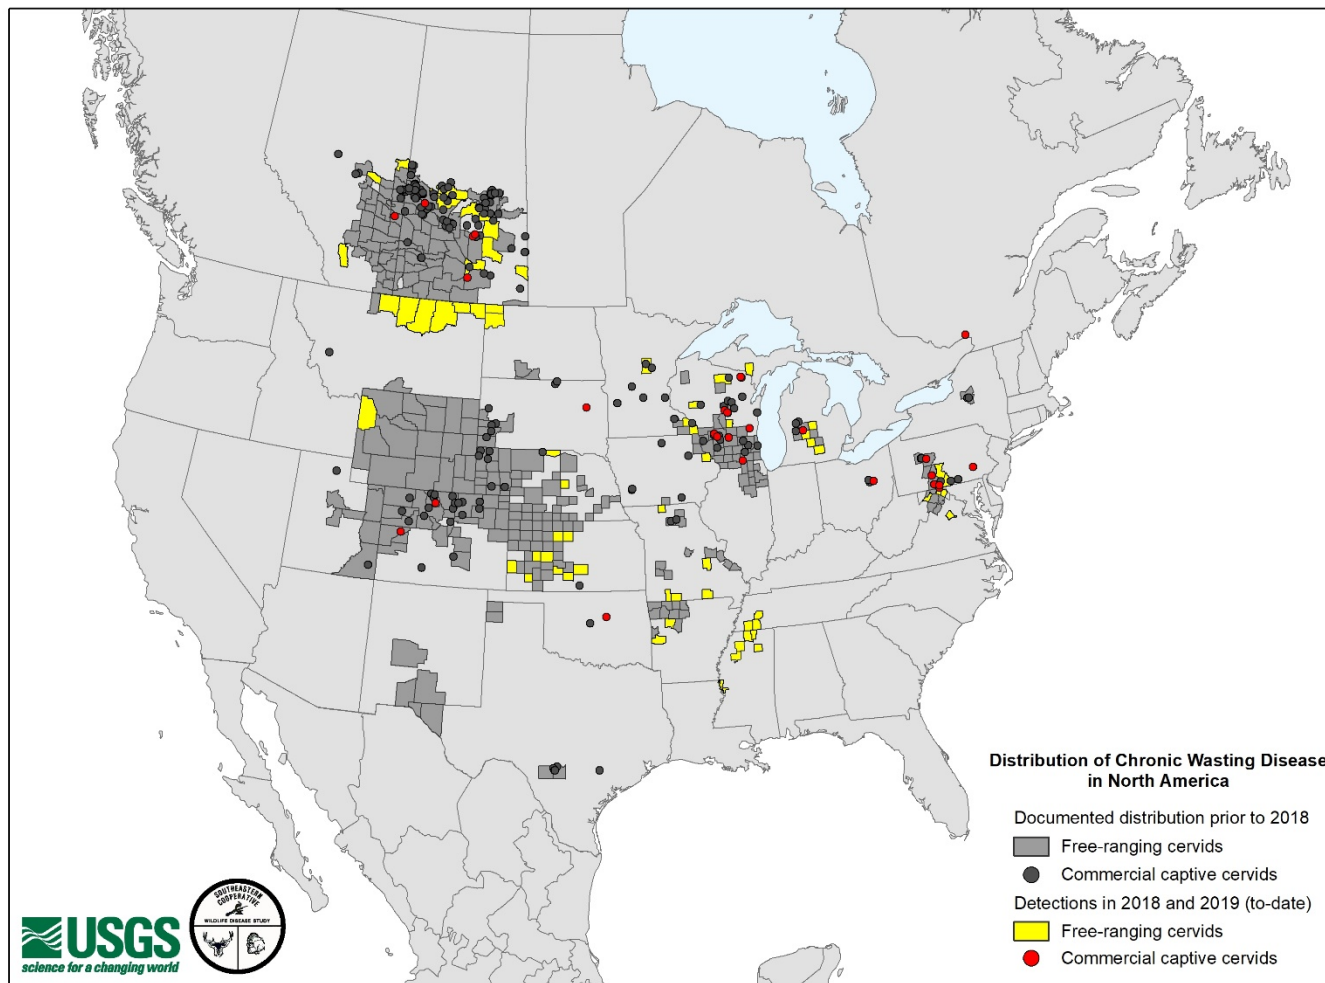 Distribution of Chronic Wasting Disease
in North America
Documented distribution prior to 2018
Free-ranging cervids
Commercial captive cervids
Detections in 2018 and 2019 (to-date)
Free-ranging cervids
Commercial captive cervids
USGS
science for a changing world
SOUTHEASTERN
COOPERATIVE
WILDLIFE DISEASE STUDY